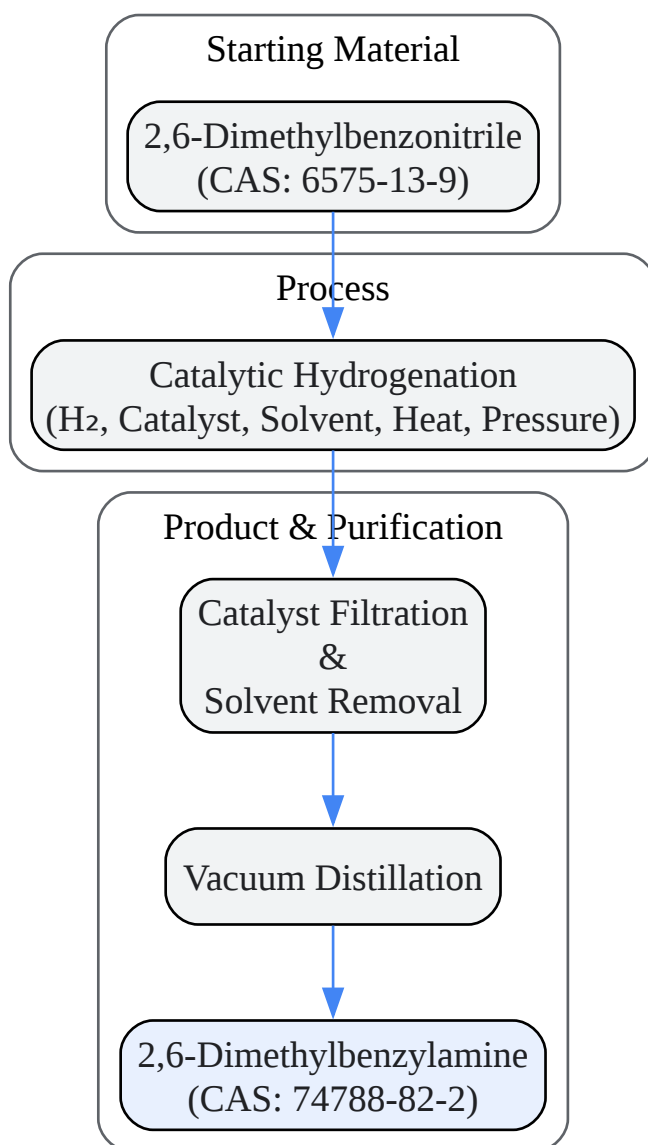 Starting Material
2,6-Dimethylbenzonitrile
(CAS: 6575-13-9)
Process
Catalytic Hydrogenation
(H₂, Catalyst, Solvent, Heat, Pressure)
Product & Purification
Catalyst Filtration
&
Solvent Removal
Vacuum Distillation
2,6-Dimethylbenzylamine
(CAS: 74788-82-2)